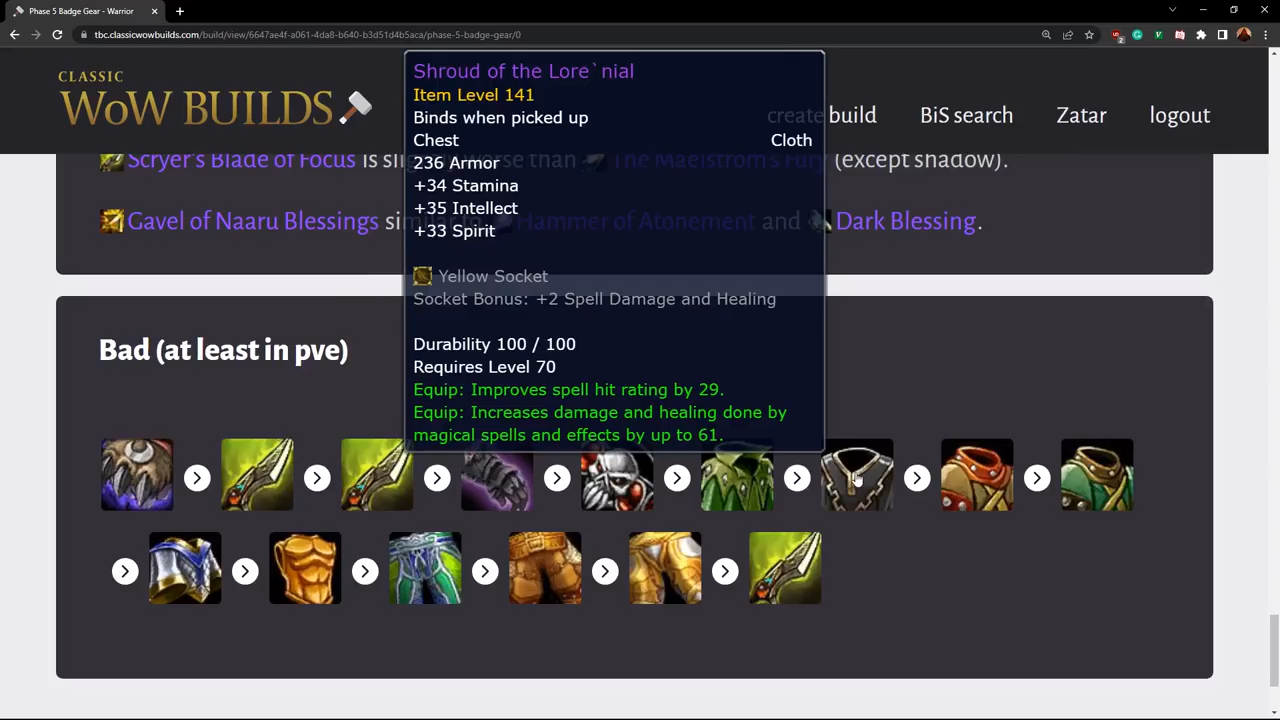 Phase 5 Badge Gear - Warrior
tbc.classicwowbuilds.com/build/view/6647ae4f-a061-4da8-b640-b3d51d4b5aca/phase-5-badge-gear/0
CLASSIC
WoW BUILDS
create build
BiS search
Zatar
logout
Scryer's Blade of Focus is slightly worse than The Maelstrom's Fury (except shadow).
Gavel of Naaru Blessings similar to Hammer of Atonement and Dark Blessing.
Shroud of the Lore`nial
Item Level 141
Binds when picked up
Chest Cloth
236 Armor
+34 Stamina
+35 Intellect
+33 Spirit
Yellow Socket
Socket Bonus: +2 Spell Damage and Healing
Durability 100 / 100
Requires Level 70
Equip: Improves spell hit rating by 29.
Equip: Increases damage and healing done by
magical spells and effects by up to 61.
Bad (at least in pve)